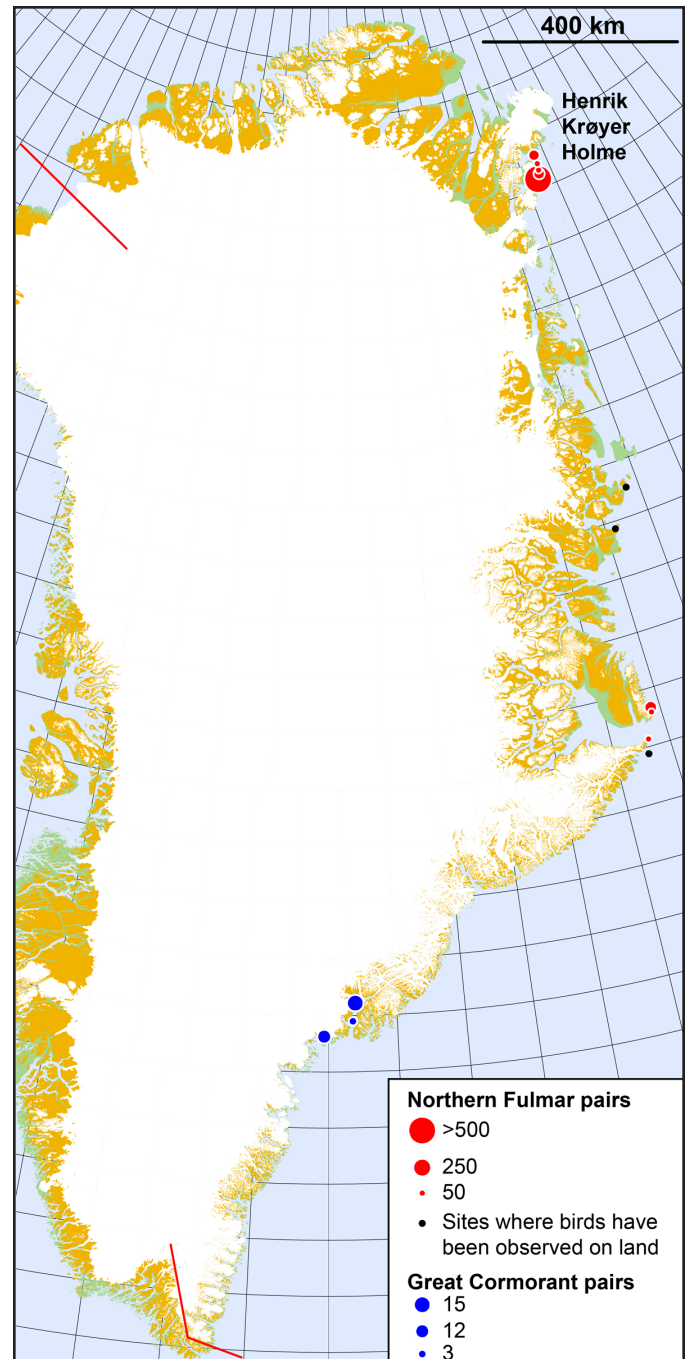 400 km
Henrik
Krøyer
Holme
Northern Fulmar pairs
>500
250
50
Sites where birds have
been observed on land
Great Cormorant pairs
15
12
3